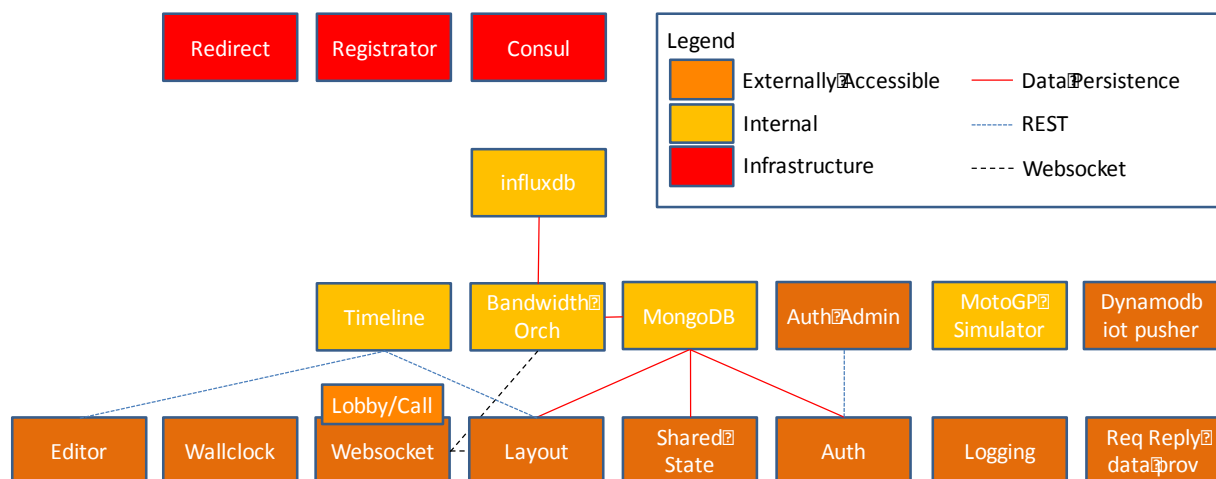 Redirect
Registrator
Consul
Legend
Externally Accessible
Data Persistence
Internal
REST
Infrastructure
Websocket
influxdb
Timeline
Bandwidth
Orch
MongoDB
Auth Admin
MotoGP
Simulator
Dynamodb
iot pusher
Lobby/Call
Editor
Wallclock
Websocket
Layout
Shared
State
Auth
Logging
Req Reply
data prov